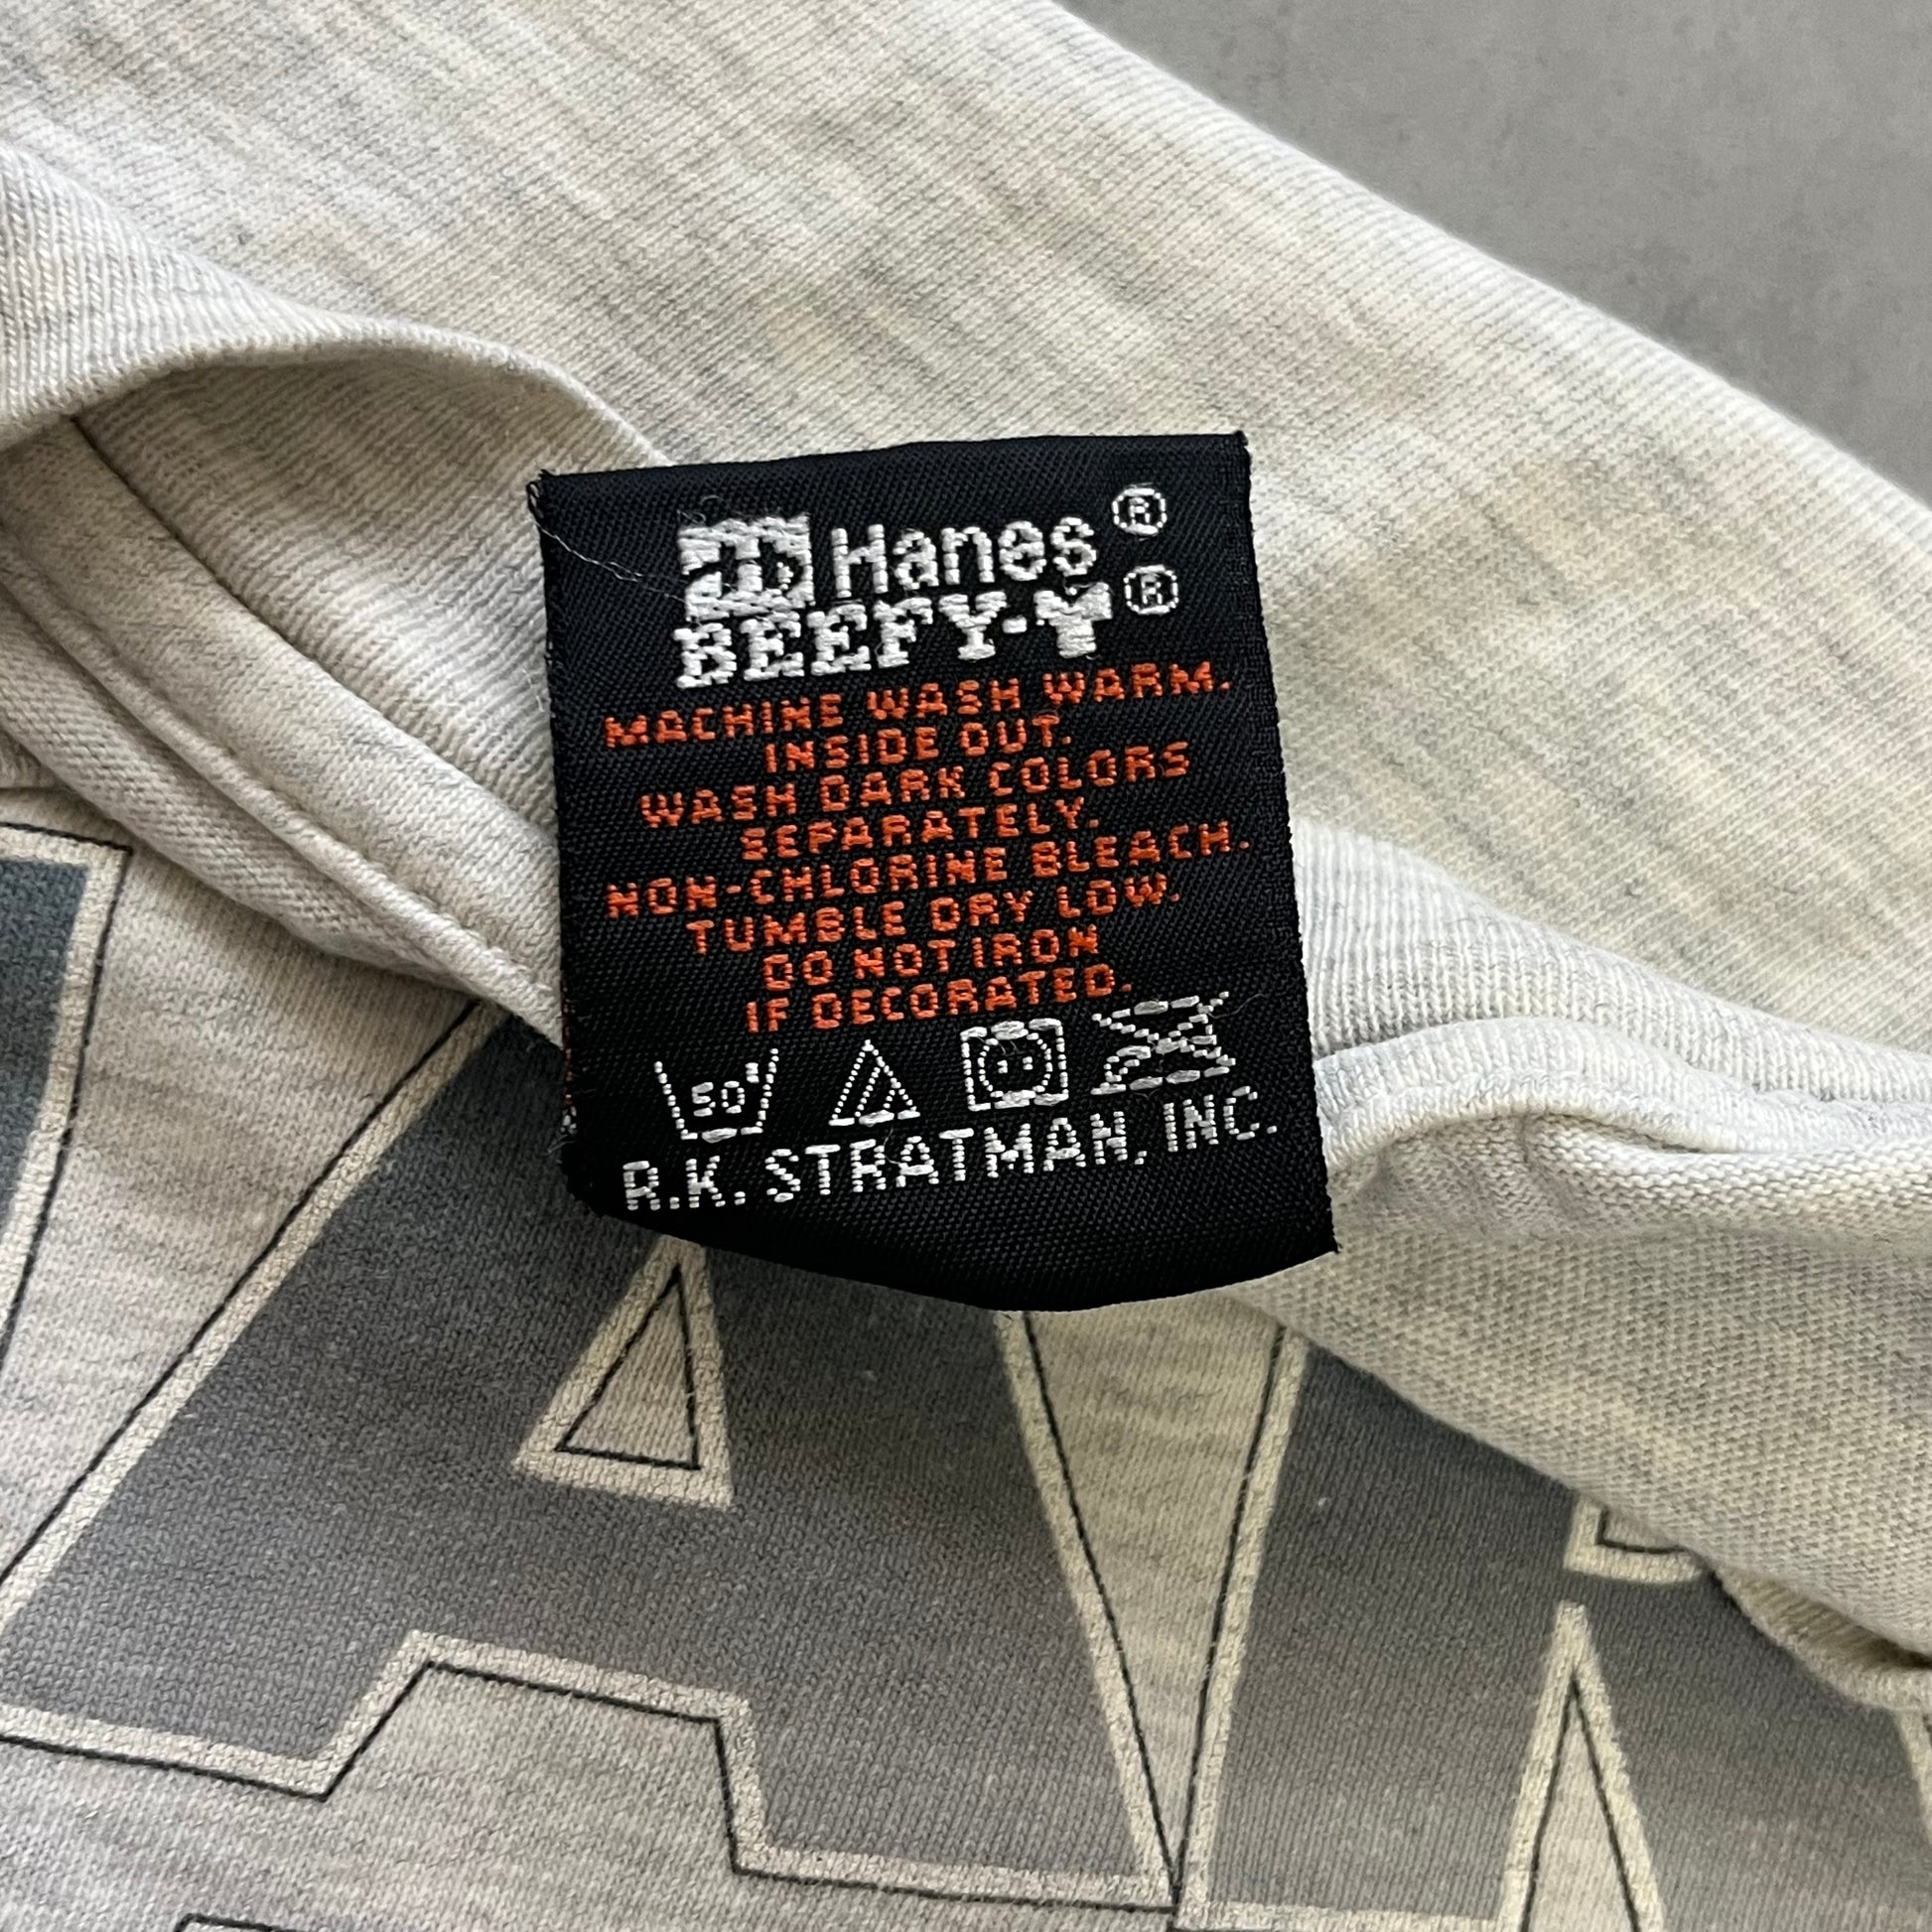 Hanes®
BEEFY-T®
MACHINE WASH WARM.
INSIDE OUT.
WASH DARK COLORS
SEPARATELY.
NON-CHLORINE BLEACH.
TUMBLE DRY LOW.
DO NOT IRON
IF DECORATED.
50°
R.K. STRATMAN, INC.